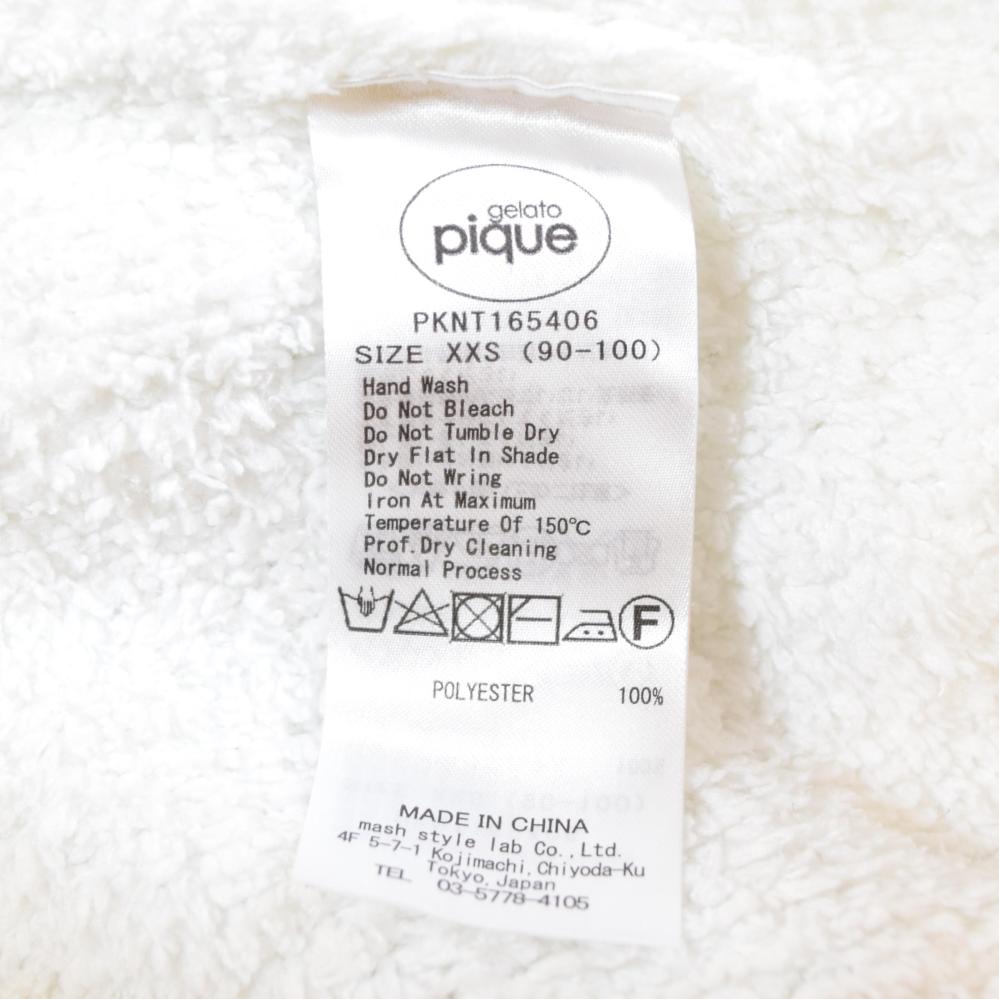 gelato
pique
PKNT165406
SIZE XXS (90-100)
Hand Wash
Do Not Bleach
Do Not Tumble Dry
Dry Flat In Shade
Do Not Wring
Iron At Maximum
Temperature Of 150℃
Prof.Dry Cleaning
Normal Process
F
POLYESTER 100%
MADE IN CHINA
mash style lab Co.,Ltd.
4F 5-7-1 Kojimachi,Chiyoda-Ku
Tokyo,Japan
TEL 03-5778-4105